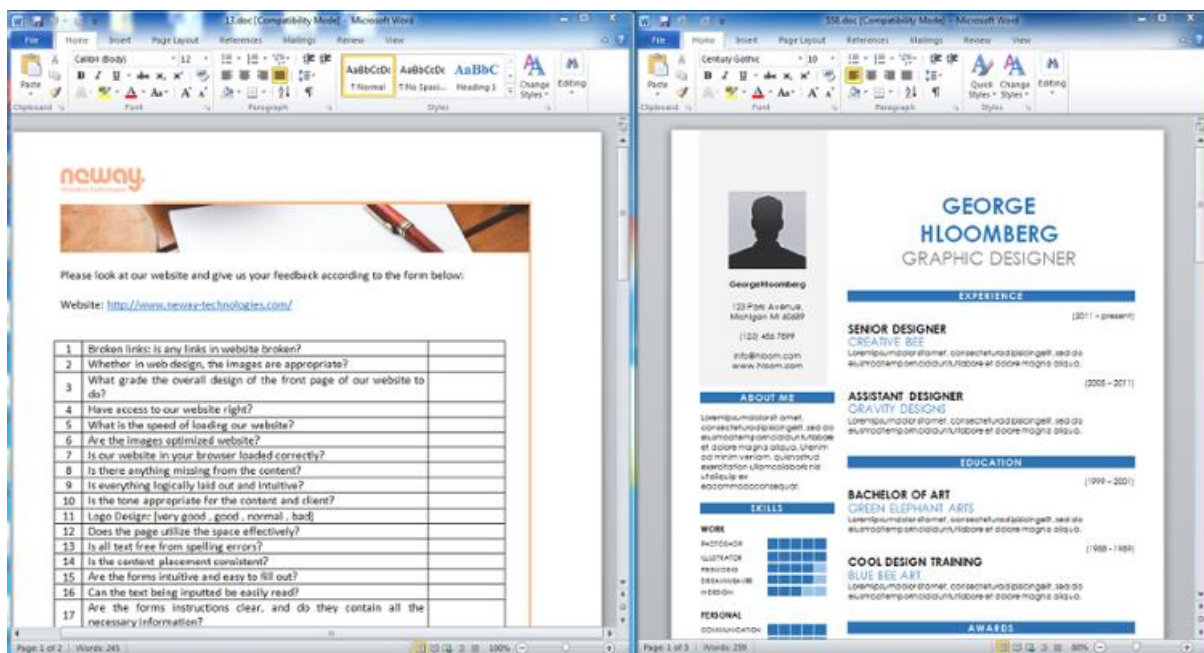 13.doc [Compatibility Mode] - Microsoft Word
File Home Insert Page Layout References Mailings Review View
Calibri (Body) 12
Paste
AaBbCcDc AaBbCcDc AaBbC
¶ Normal ¶ No Spaci... Heading 1
Change Styles
Editing
Clipboard Font Paragraph Styles
neway.
Please look at our website and give us your feedback according to the form below:
Website: http://www.neway-technologies.com/
1 Broken links: Is any links in website broken?
2 Whether in web design, the images are appropriate?
3 What grade the overall design of the front page of our website to
do?
4 Have access to our website right?
5 What is the speed of loading our website?
6 Are the images optimized website?
7 Is our website in your browser loaded correctly?
8 Is there anything missing from the content?
9 Is everything logically laid out and intuitive?
10 Is the tone appropriate for the content and client?
11 Logo Design: [very good , good , normal , bad]
12 Does the page utilize the space effectively?
13 Is all text free from spelling errors?
14 Is the content placement consistent?
15 Are the forms intuitive and easy to fill out?
16 Can the text being inputted be easily read?
17 Are the forms instructions clear, and do they contain all the
necessary information?
Page: 1 of 2 Words: 245 100%
558.doc [Compatibility Mode] - Microsoft Word
File Home Insert Page Layout References Mailings Review View
Century Gothic 10
Paste
Quick Styles
Change Styles
Editing
Clipboard Font Paragraph Styles
George Hloomberg
123 Park Avenue,
Michigan MI 60689
(123) 456 7899
info@hloom.com
www.hloom.com
ABOUT ME
SKILLS
WORK
PHOTOSHOP
ILLUSTRATOR
FIREWORKS
DREAMWEAVER
INDESIGN
PERSONAL
COMMUNICATION
GEORGE
HLOOMBERG
GRAPHIC DESIGNER
EXPERIENCE
(2011 – present)
SENIOR DESIGNER
CREATIVE BEE
(2005 – 2011)
ASSISTANT DESIGNER
GRAVITY DESIGNS
EDUCATION
(1999 – 2001)
BACHELOR OF ART
GREEN ELEPHANT ARTS
(1988 – 1989)
COOL DESIGN TRAINING
BLUE BEE ART
AWARDS
Page: 1 of 3 Words: 259 80%